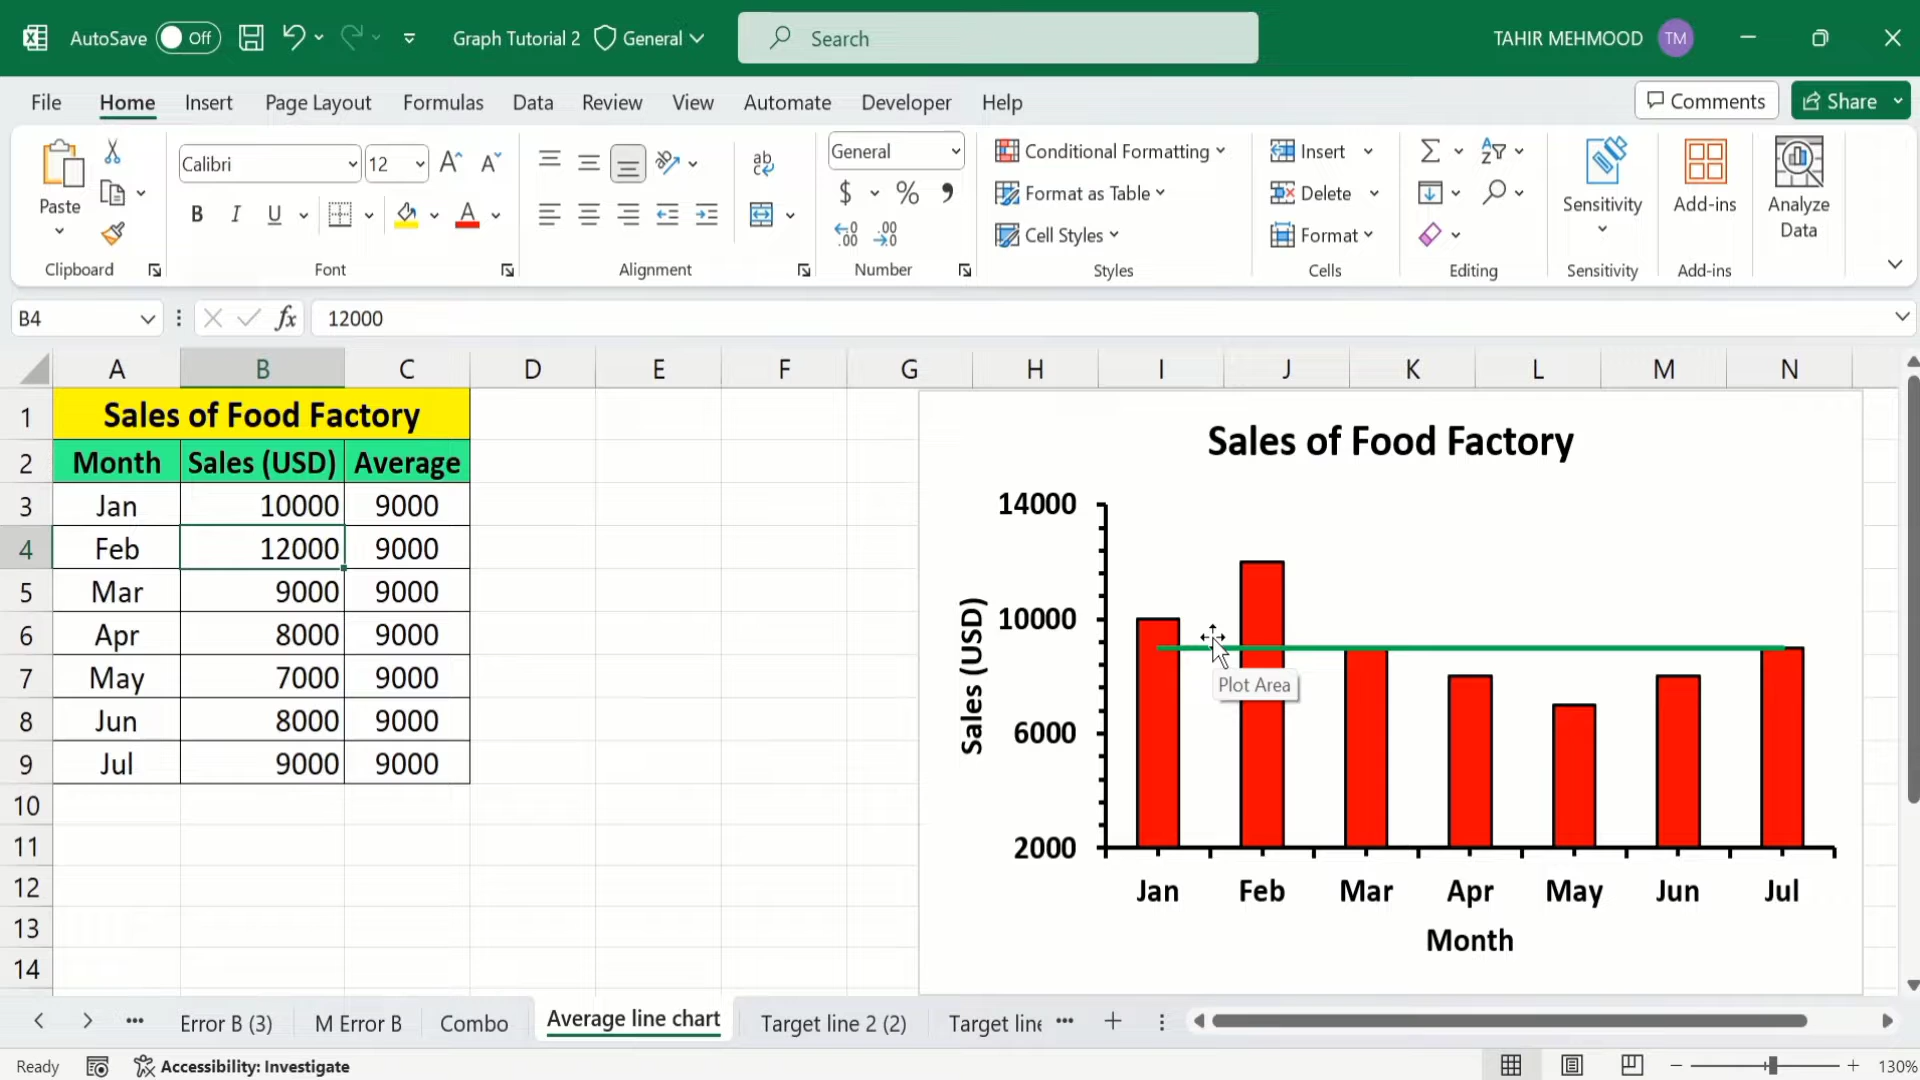 AutoSave Off Graph Tutorial 2 General Search TAHIR MEHMOOD TM
File Home Insert Page Layout Formulas Data Review View Automate Developer Help Comments Share
Paste Calibri 12 ab General Conditional Formatting Insert Sensitivity Add-ins Analyze Data
B I U A $ % Format as Table Delete
Cell Styles Format
Clipboard Font Alignment Number Styles Cells Editing Sensitivity Add-ins
B4 fx 12000
A B C D E F G H I J K L M N
1 Sales of Food Factory
2 Month Sales (USD) Average
3 Jan 10000 9000
4 Feb 12000 9000
5 Mar 9000 9000
6 Apr 8000 9000
7 May 7000 9000
8 Jun 8000 9000
9 Jul 9000 9000
10
11
12
13
14
Sales of Food Factory
14000
10000
6000
2000
Sales (USD)
Plot Area
Jan Feb Mar Apr May Jun Jul
Month
Error B (3) M Error B Combo Average line chart Target line 2 (2) Target line
Ready Accessibility: Investigate 130%